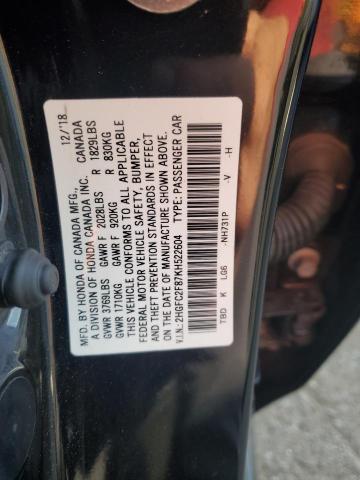 12/'18
MFD. BY HONDA OF CANADA MFG., CANADA
A DIVISION OF HONDA CANADA INC.
GVWR 3769LBS GAWR F 2028LBS R 1829LBS
GVWR 1710KG GAWR F 920KG R 830KG
THIS VEHICLE CONFORMS TO ALL APPLICABLE
FEDERAL MOTOR VEHICLE SAFETY, BUMPER,
AND THEFT PREVENTION STANDARDS IN EFFECT
ON THE DATE OF MANUFACTURE SHOWN ABOVE.
V.I.N.: 2HGFC2F87KH522604 TYPE: PASSENGER CAR
TBD K LG6 -NH731P -V -H